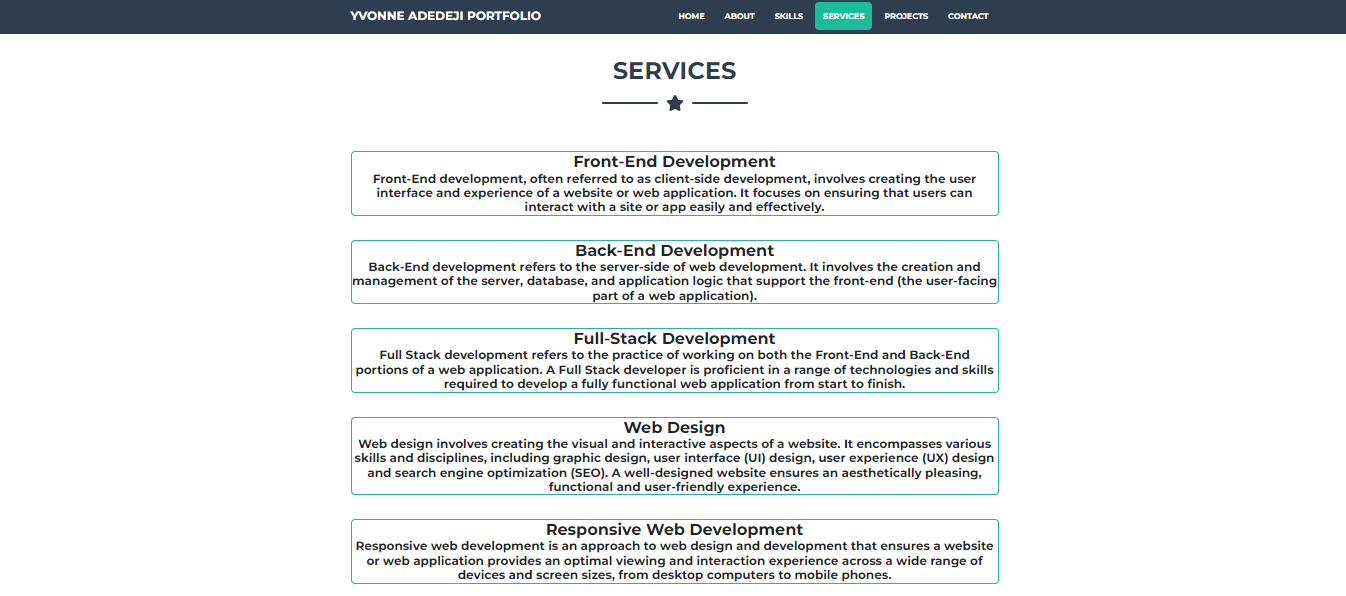 YVONNE ADEDEJI PORTFOLIO HOME ABOUT SKILLS SERVICES PROJECTS CONTACT
SERVICES
Front-End Development
Front-End development, often referred to as client-side development, involves creating the user
interface and experience of a website or web application. It focuses on ensuring that users can
interact with a site or app easily and effectively.
Back-End Development
Back-End development refers to the server-side of web development. It involves the creation and
management of the server, database, and application logic that support the front-end (the user-facing
part of a web application).
Full-Stack Development
Full Stack development refers to the practice of working on both the Front-End and Back-End
portions of a web application. A Full Stack developer is proficient in a range of technologies and skills
required to develop a fully functional web application from start to finish.
Web Design
Web design involves creating the visual and interactive aspects of a website. It encompasses various
skills and disciplines, including graphic design, user interface (UI) design, user experience (UX) design
and search engine optimization (SEO). A well-designed website ensures an aesthetically pleasing,
functional and user-friendly experience.
Responsive Web Development
Responsive web development is an approach to web design and development that ensures a website
or web application provides an optimal viewing and interaction experience across a wide range of
devices and screen sizes, from desktop computers to mobile phones.